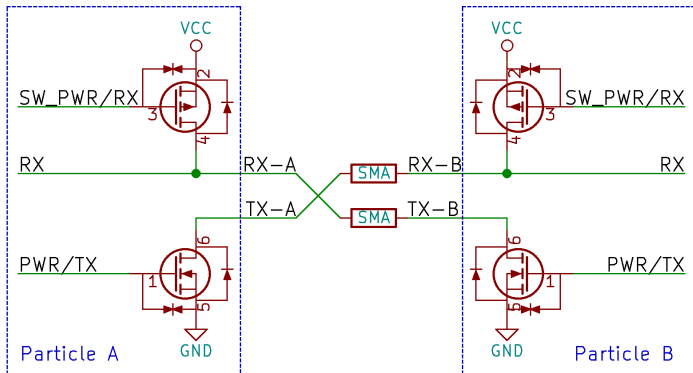 VCC VCC
2 2
SW_PWR/RX SW_PWR/RX
3 3
4 4
RX RX-A SMA RX-B RX
TX-A SMA TX-B
6 6
PWR/TX PWR/TX
1 1
5 5
GND GND
Particle A Particle B